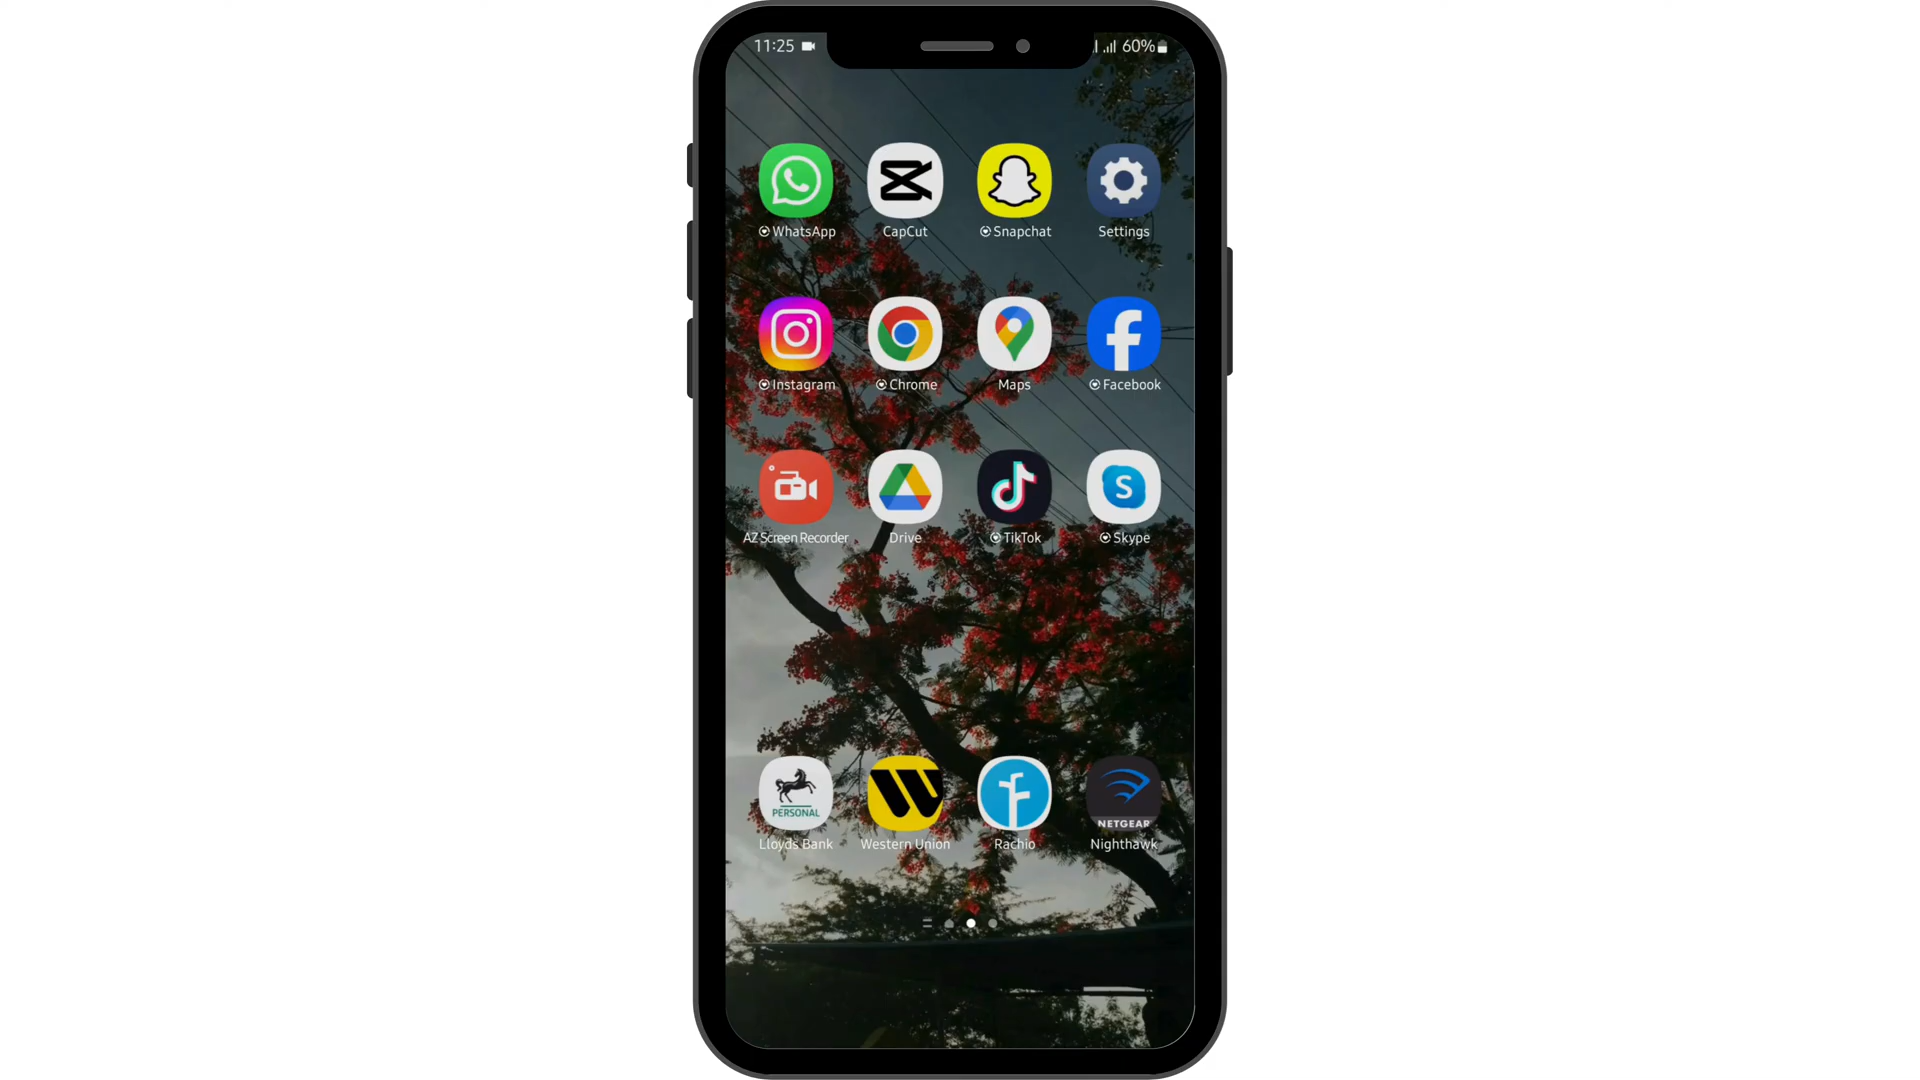 11:25 60%
WhatsApp CapCut Snapchat Settings
Instagram Chrome Maps Facebook
S
AZ Screen Recorder Drive TikTok Skype
PERSONAL NETGEAR
Lloyds Bank Western Union Rachio Nighthawk